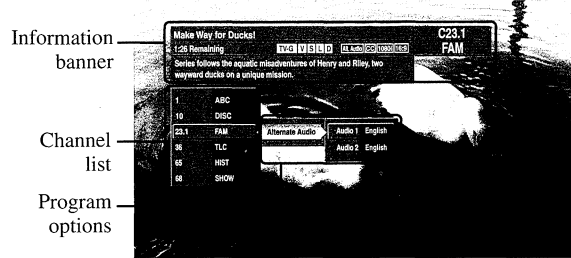 Information
banner
Make Way for Ducks!
C23.1
1:26 Remaining
TV-G V S L D Alt. Audio CC 1080i 16:9
FAM
Series follows the aquatic misadventures of Henry and Riley, two
wayward ducks on a unique mission.
1 ABC
10 DISC
23.1 FAM
36 TLC
65 HIST
68 SHOW
Alternate Audio
Audio 1 English
Audio 2 English
Channel
list
Program
options